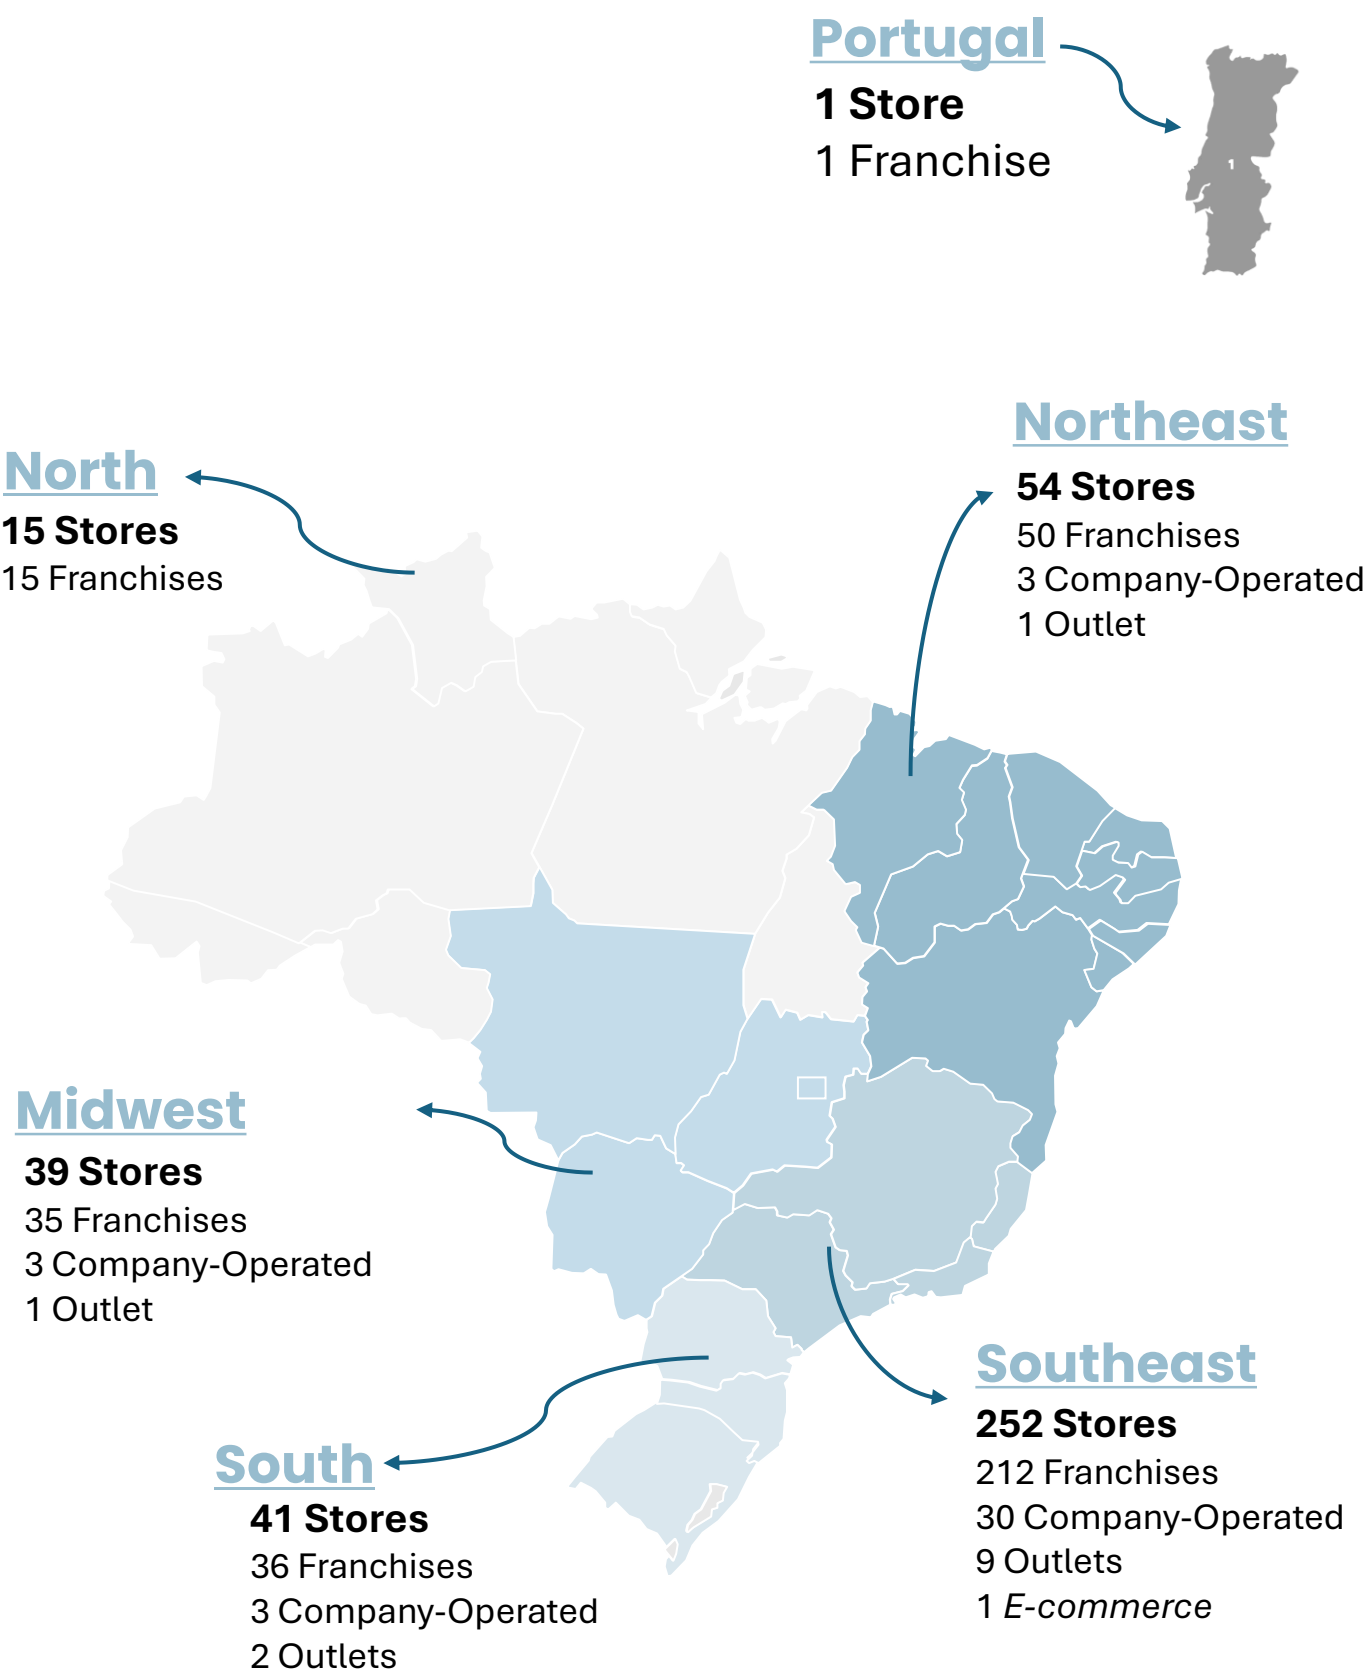 Portugal
1 Store
1 Franchise
Northeast
54 Stores
50 Franchises
3 Company-Operated
1 Outlet
North
15 Stores
15 Franchises
Midwest
39 Stores
35 Franchises
3 Company-Operated
1 Outlet
Southeast
252 Stores
212 Franchises
30 Company-Operated
9 Outlets
1 E-commerce
South
41 Stores
36 Franchises
3 Company-Operated
2 Outlets